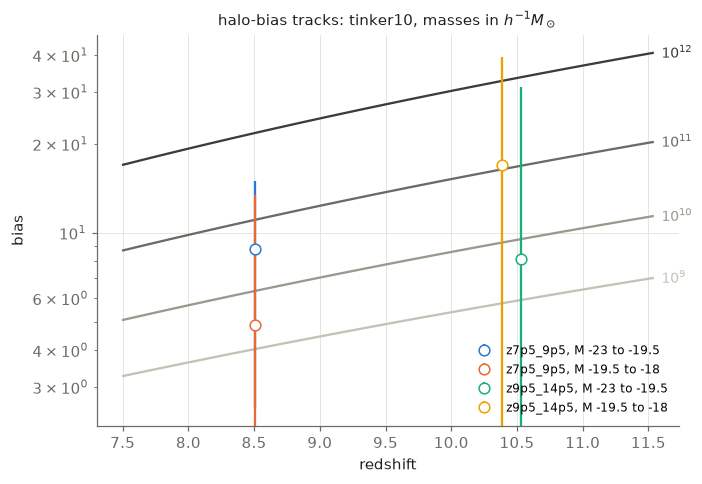 halo-bias tracks: tinker10, masses in h⁻¹M⊙
4 × 10¹
3 × 10¹
2 × 10¹
10¹
6 × 10⁰
4 × 10⁰
3 × 10⁰
bias
10¹²
10¹¹
10¹⁰
10⁹
z7p5_9p5, M -23 to -19.5
z7p5_9p5, M -19.5 to -18
z9p5_14p5, M -23 to -19.5
z9p5_14p5, M -19.5 to -18
7.5 8.0 8.5 9.0 9.5 10.0 10.5 11.0 11.5
redshift